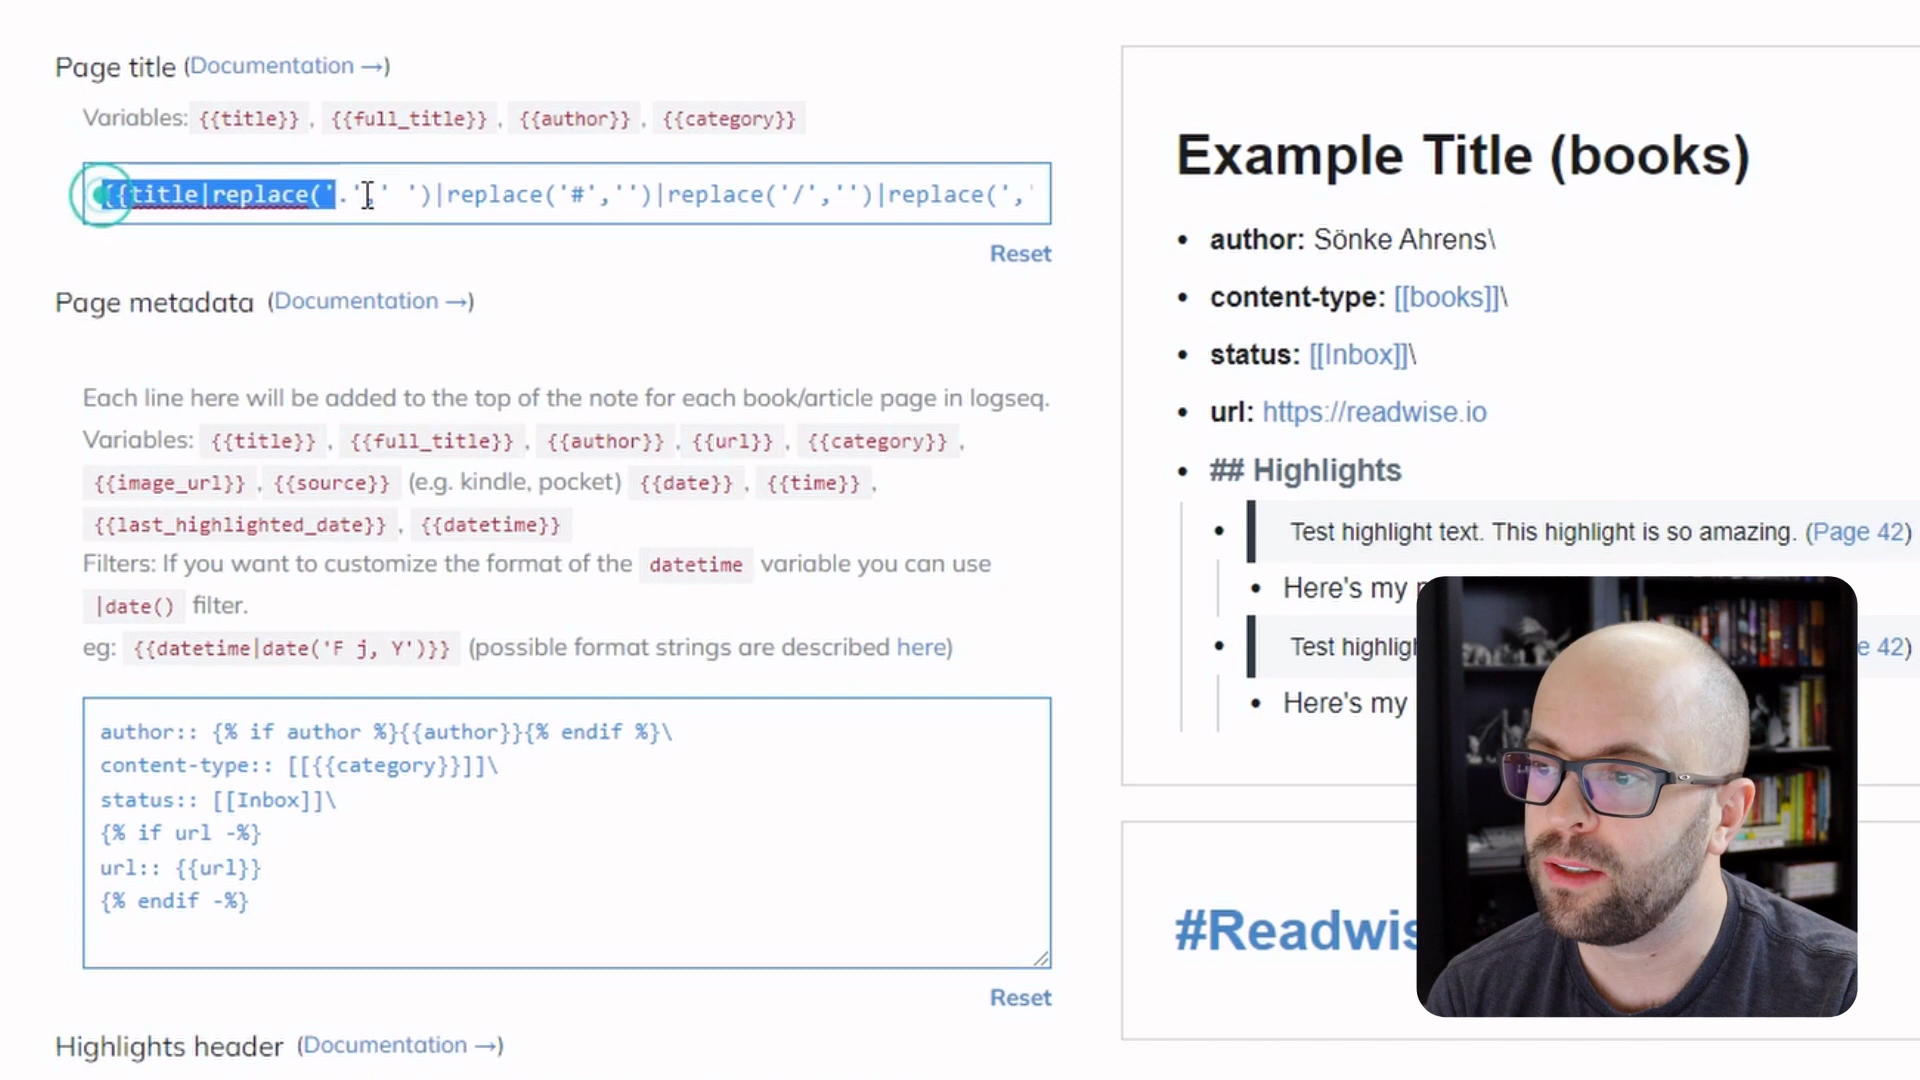 Page title (Documentation →)
Variables: {{title}} , {{full_title}} , {{author}} , {{category}}
{{title|replace('.',' ')|replace('#','')|replace('/','')|replace(','
Reset
Page metadata (Documentation →)
Each line here will be added to the top of the note for each book/article page in logseq.
Variables: {{title}} , {{full_title}} , {{author}} , {{url}} , {{category}} ,
{{image_url}} , {{source}} (e.g. kindle, pocket) {{date}} , {{time}} ,
{{last_highlighted_date}} , {{datetime}}
Filters: If you want to customize the format of the datetime variable you can use
|date() filter.
eg: {{datetime|date('F j, Y')}} (possible format strings are described here)
author:: {% if author %}{{author}}{% endif %}\
content-type:: [[{{category}}]]\
status:: [[Inbox]]\
{% if url -%}
url:: {{url}}
{% endif -%}
Reset
Highlights header (Documentation →)
Example Title (books)
• author: Sönke Ahrens\
• content-type: [[books]]\
• status: [[Inbox]]\
• url: https://readwise.io
• ## Highlights
• Test highlight text. This highlight is so amazing. (Page 42)
• Here's my
• Test e 42)
• Here's my